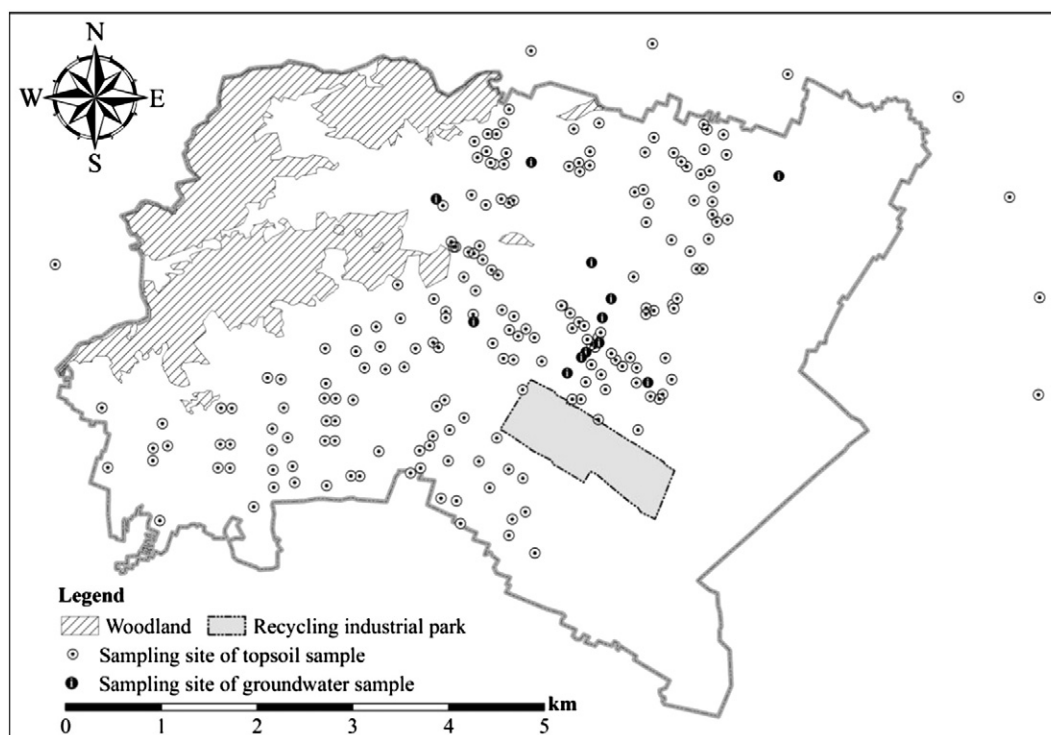 N
W E
S
Legend
Woodland Recycling industrial park
Sampling site of topsoil sample
Sampling site of groundwater sample
km
0 1 2 3 4 5